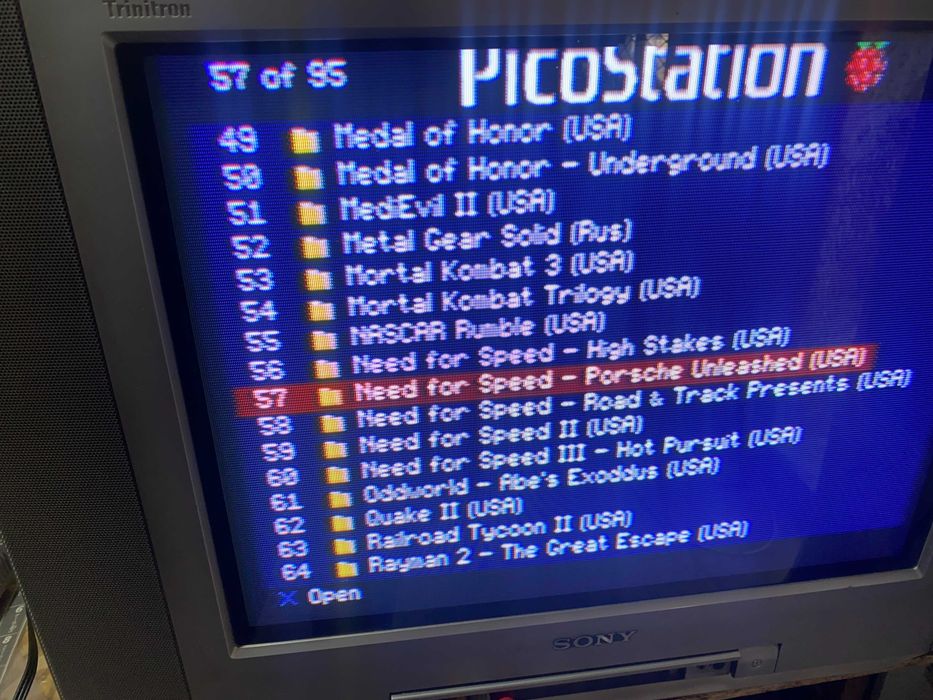 Trinitron
57 of 95
PicoStation
49 Medal of Honor (USA)
50 Medal of Honor - Underground (USA)
51 MediEvil II (USA)
52 Metal Gear Solid (Rus)
53 Mortal Kombat 3 (USA)
54 Mortal Kombat Trilogy (USA)
55 NASCAR Rumble (USA)
56 Need for Speed - High Stakes (USA)
57 Need for Speed - Porsche Unleashed (USA)
58 Need for Speed - Road & Track Presents (USA)
59 Need for Speed II (USA)
60 Need for Speed III - Hot Pursuit (USA)
61 Oddworld - Abe's Exoddus (USA)
62 Quake II (USA)
63 Railroad Tycoon II (USA)
64 Rayman 2 - The Great Escape (USA)
X Open
SONY